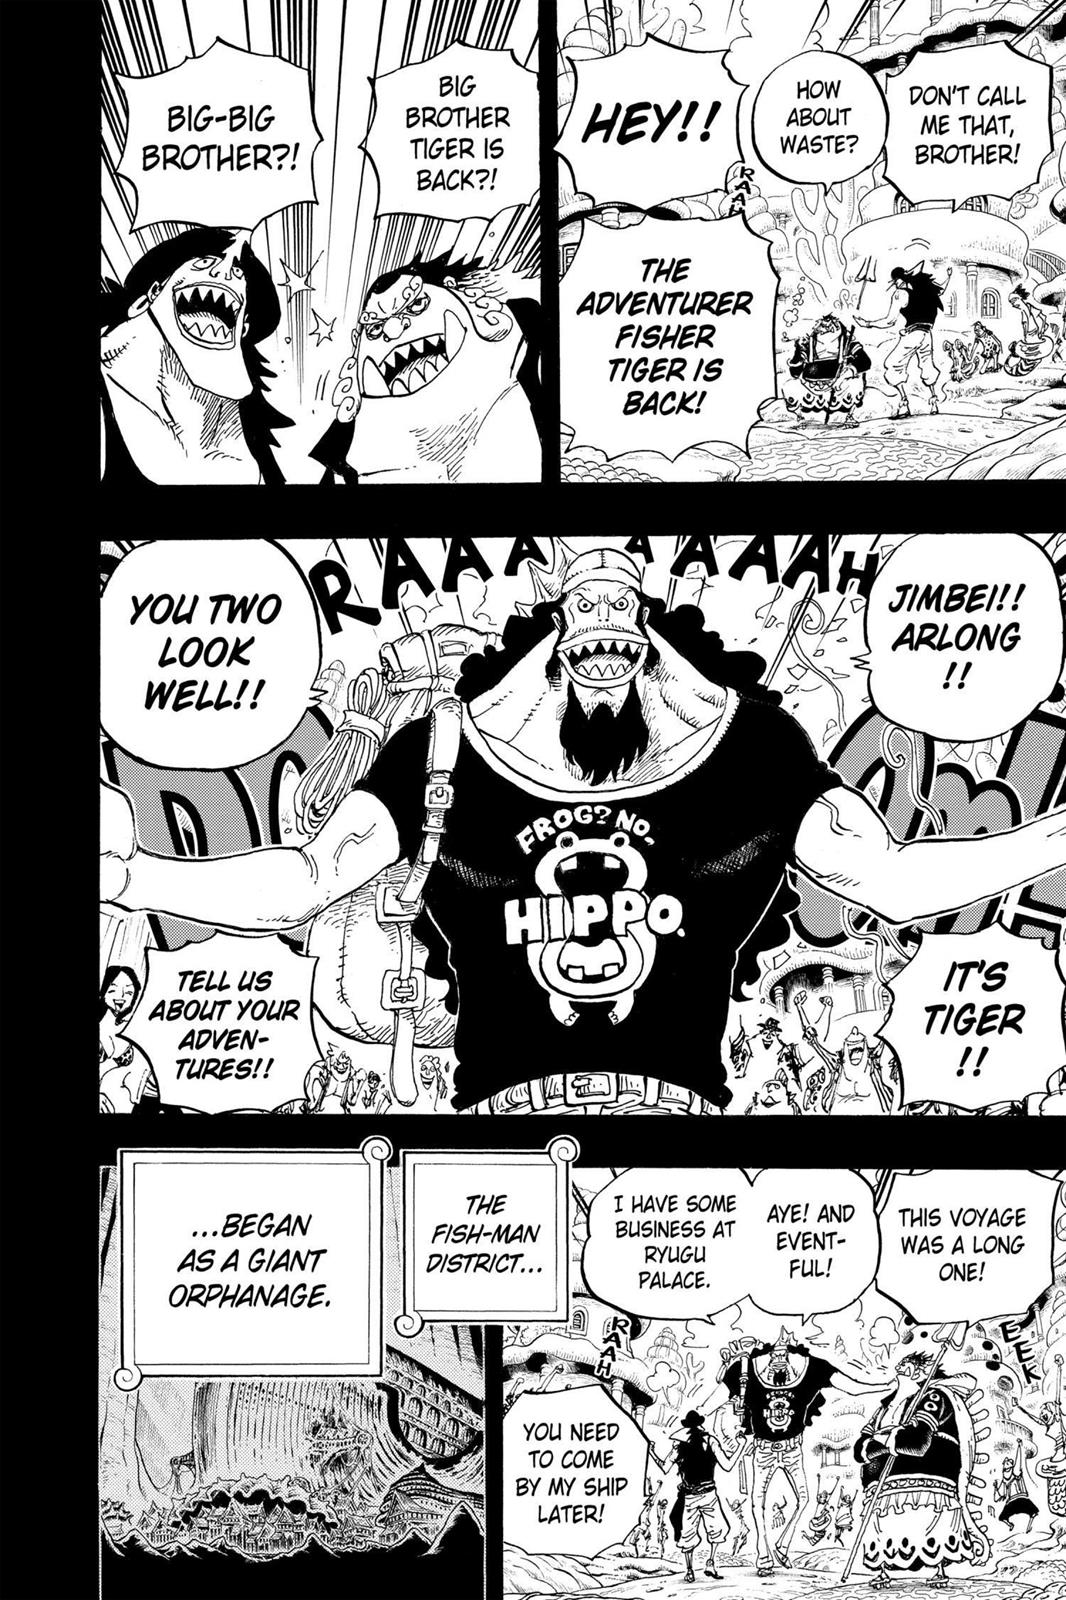 DON'T CALL
ME THAT,
BROTHER!
HOW
ABOUT
WASTE?
HEY!!
RAAH
THE
ADVENTURER
FISHER
TIGER IS
BACK!
BIG
BROTHER
TIGER IS
BACK?!
BIG-BIG
BROTHER?!
RAAA AAAAAH
JIMBEI!!
ARLONG
!!
YOU TWO
LOOK
WELL!!
FROG? NO.
HIPPO.
IT'S
TIGER
!!
TELL US
ABOUT YOUR
ADVEN-
TURES!!
THIS VOYAGE
WAS A LONG
ONE!
AYE! AND
EVENT-
FUL!
I HAVE SOME
BUSINESS AT
RYUGU
PALACE.
EEK
RAAH
HIPPO
YOU NEED
TO COME
BY MY SHIP
LATER!
THE
FISH-MAN
DISTRICT...
...BEGAN
AS A GIANT
ORPHANAGE.